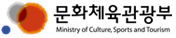 문화체육관광부
Ministry of Culture, Sports and Tourism